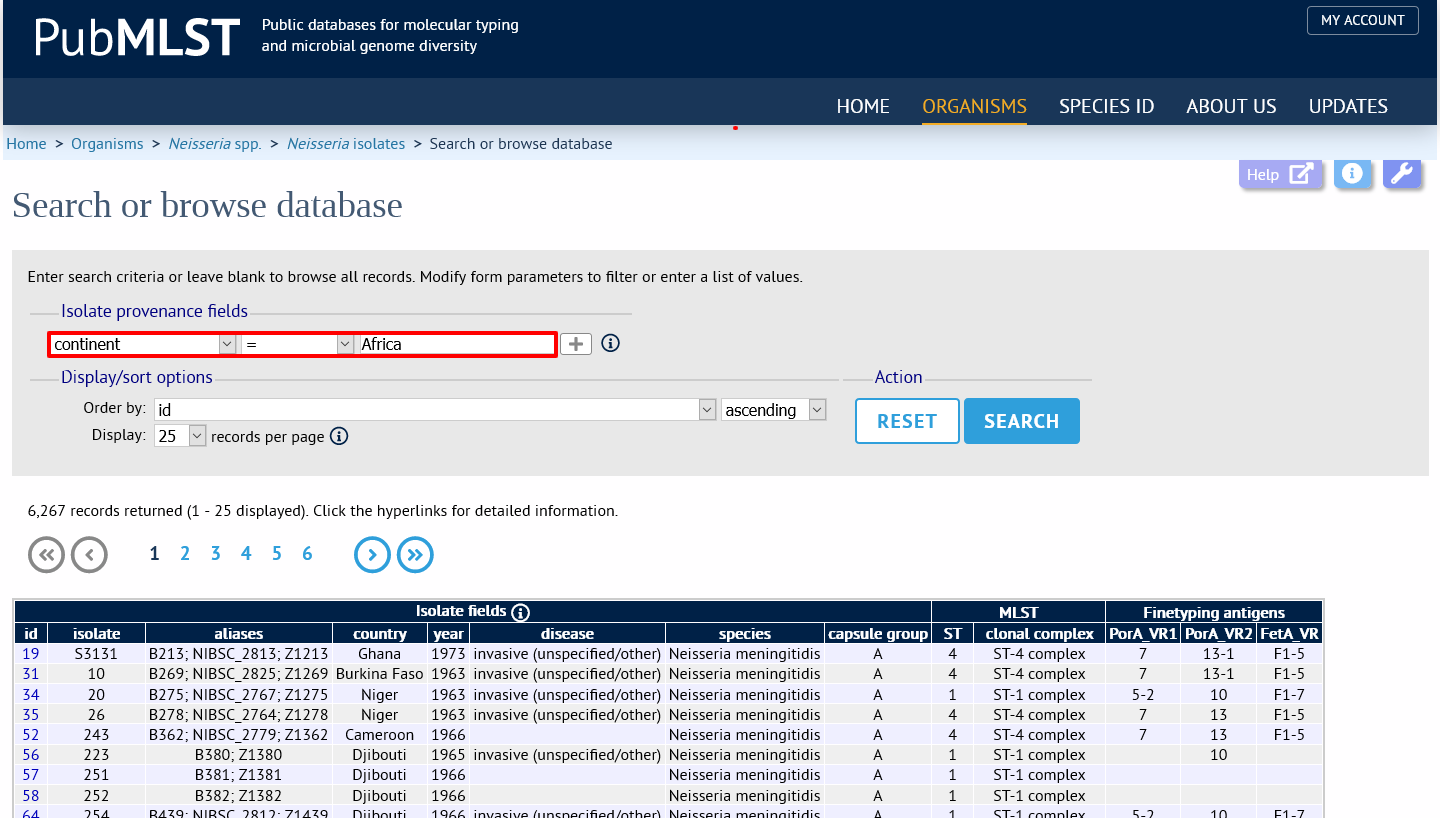 PubMLST
Public databases for molecular typing
and microbial genome diversity
MY ACCOUNT
HOME ORGANISMS SPECIES ID ABOUT US UPDATES
Home > Organisms > Neisseria spp. > Neisseria isolates > Search or browse database
Help
Search or browse database
Enter search criteria or leave blank to browse all records. Modify form parameters to filter or enter a list of values.
Isolate provenance fields
continent = Africa
Display/sort options
Action
Order by: id ascending
Display: 25 records per page
RESET SEARCH
6,267 records returned (1 - 25 displayed). Click the hyperlinks for detailed information.
1 2 3 4 5 6
Isolate fields MLST Finetyping antigens
id isolate aliases country year disease species capsule group ST clonal complex PorA_VR1 PorA_VR2 FetA_VR
19 S3131 B213; NIBSC_2813; Z1213 Ghana 1973 invasive (unspecified/other) Neisseria meningitidis A 4 ST-4 complex 7 13-1 F1-5
31 10 B269; NIBSC_2825; Z1269 Burkina Faso 1963 invasive (unspecified/other) Neisseria meningitidis A 4 ST-4 complex 7 13-1 F1-5
34 20 B275; NIBSC_2767; Z1275 Niger 1963 invasive (unspecified/other) Neisseria meningitidis A 1 ST-1 complex 5-2 10 F1-7
35 26 B278; NIBSC_2764; Z1278 Niger 1963 invasive (unspecified/other) Neisseria meningitidis A 4 ST-4 complex 7 13 F1-5
52 243 B362; NIBSC_2779; Z1362 Cameroon 1966 Neisseria meningitidis A 4 ST-4 complex 7 13 F1-5
56 223 B380; Z1380 Djibouti 1965 invasive (unspecified/other) Neisseria meningitidis A 1 ST-1 complex 10
57 251 B381; Z1381 Djibouti 1966 Neisseria meningitidis A 1 ST-1 complex
58 252 B382; Z1382 Djibouti 1966 Neisseria meningitidis A 1 ST-1 complex
64 254 B439; NIBSC_2812; Z1439 Djibouti 1966 invasive (unspecified/other) Neisseria meningitidis A 1 ST-1 complex 5-2 10 F1-7